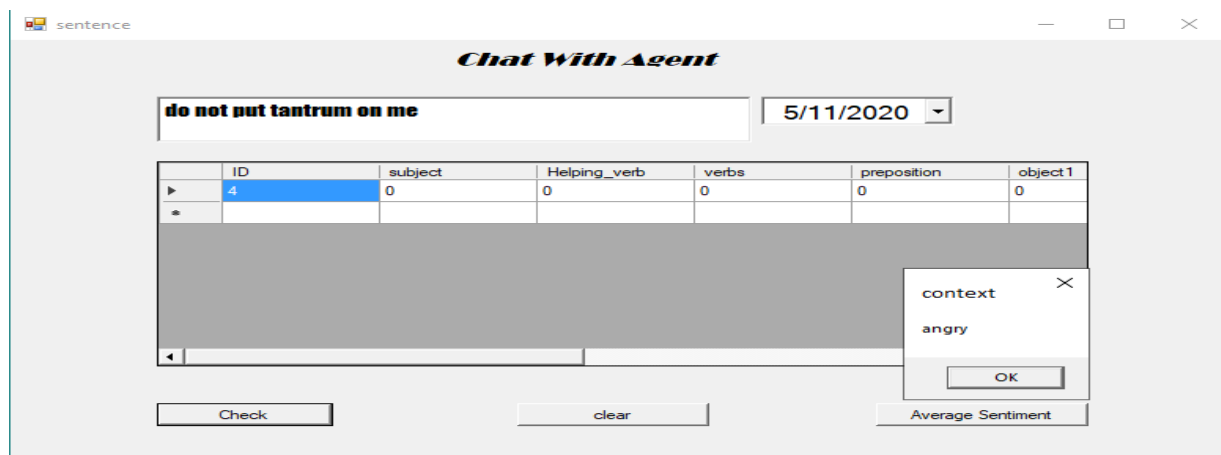 sentence
Chat With Agent
do not put tantrum on me
5/11/2020
ID subject Helping_verb verbs preposition object1
4 0 0 0 0 0
context
angry
OK
Check clear Average Sentiment